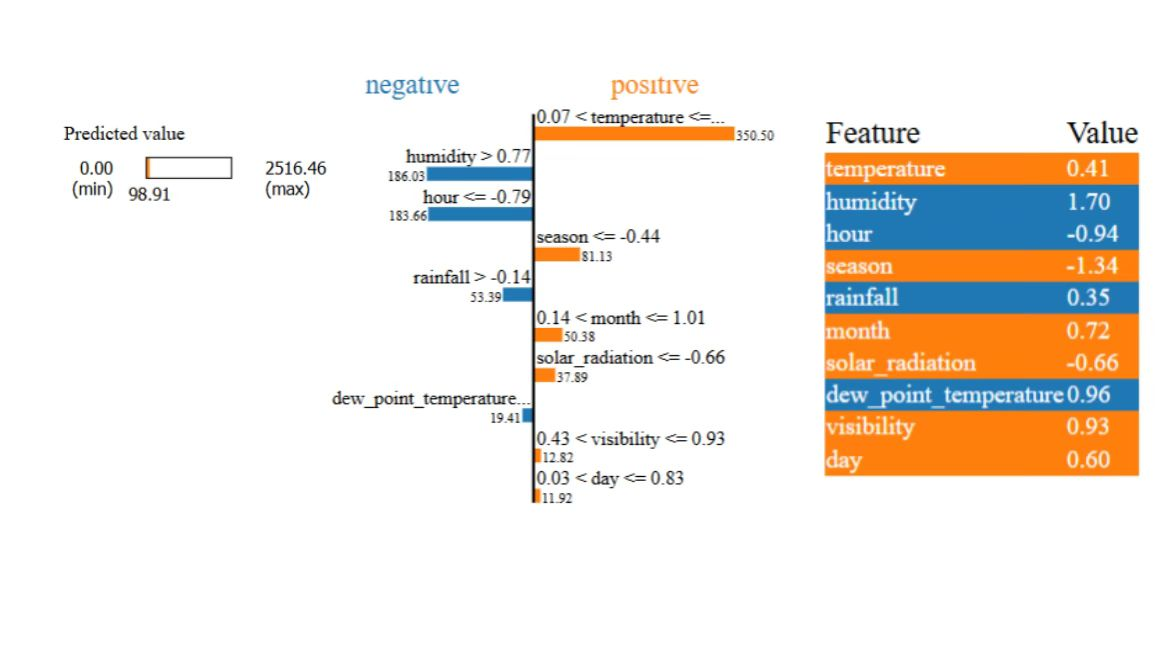 Predicted value
0.00
(min)
98.91
2516.46
(max)
negative
positive
0.07 < temperature <=...
350.50
humidity > 0.77
186.03
hour <= -0.79
183.66
season <= -0.44
81.13
rainfall > -0.14
53.39
0.14 < month <= 1.01
50.38
solar_radiation <= -0.66
37.89
dew_point_temperature...
19.41
0.43 < visibility <= 0.93
12.82
0.03 < day <= 0.83
11.92
Feature Value
temperature 0.41
humidity 1.70
hour -0.94
season -1.34
rainfall 0.35
month 0.72
solar_radiation -0.66
dew_point_temperature 0.96
visibility 0.93
day 0.60